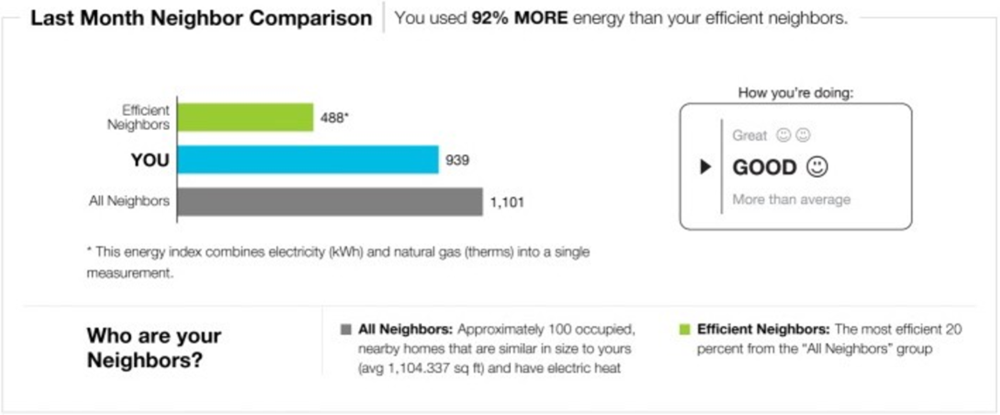 Last Month Neighbor Comparison
You used 92% MORE energy than your efficient neighbors.
Efficient
Neighbors
488*
YOU
939
All Neighbors
1,101
* This energy index combines electricity (kWh) and natural gas (therms) into a single
measurement.
How you're doing:
Great
GOOD
More than average
Who are your
Neighbors?
All Neighbors: Approximately 100 occupied,
nearby homes that are similar in size to yours
(avg 1,104.337 sq ft) and have electric heat
Efficient Neighbors: The most efficient 20
percent from the “All Neighbors” group